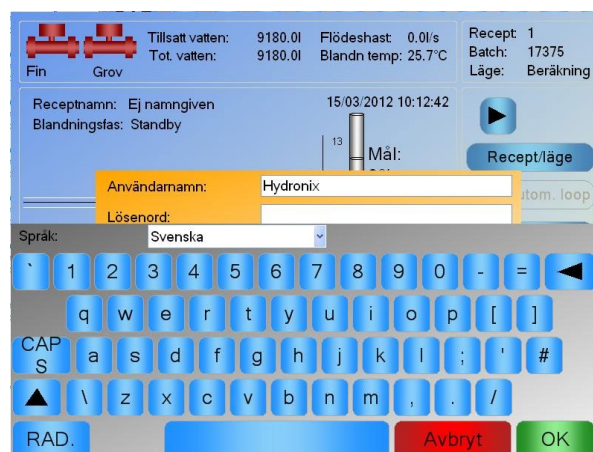 Tillsatt vatten: 9180.0l Flödeshast: 0.0l/s Recept: 1
Tot. vatten: 9180.0l Blandn temp: 25.7°C Batch: 17375
Fin Grov Läge: Beräkning
Receptnamn: Ej namngiven 15/03/2012 10:12:42
Blandningsfas: Standby
13 Mål:
Recept/läge
Användarnamn: Hydronix
utom. loop
Lösenord:
Språk: Svenska
` 1 2 3 4 5 6 7 8 9 0 - =
q w e r t y u i o p [ ]
CAP
S a s d f g h j k l ; ' #
\ z x c v b n m , . /
RAD. Avbryt OK